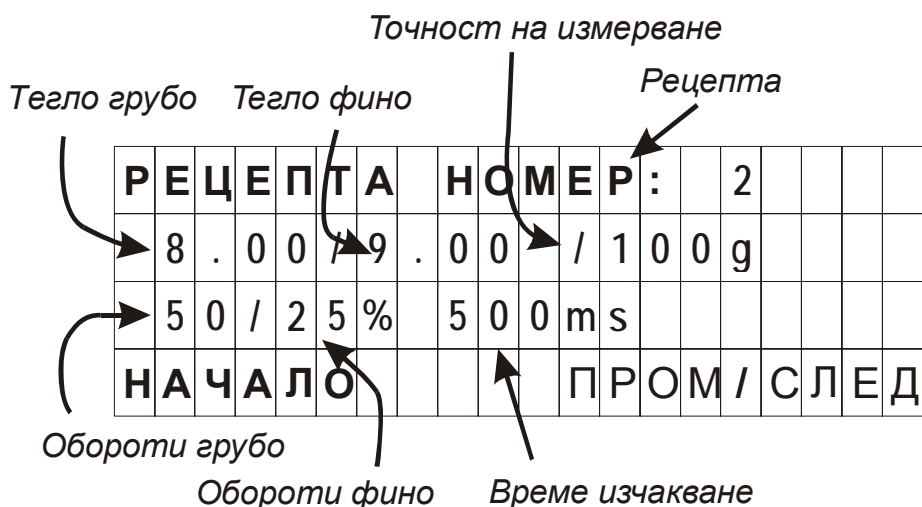 Точност на измерване
Рецепта
Тегло грубо Тегло фино
РЕЦЕПТА НОМЕР: 2
8.00/9.00 /100g
50/25% 500ms
НАЧАЛО ПРОМ/СЛЕД
Обороти грубо
Обороти фино Време изчакване